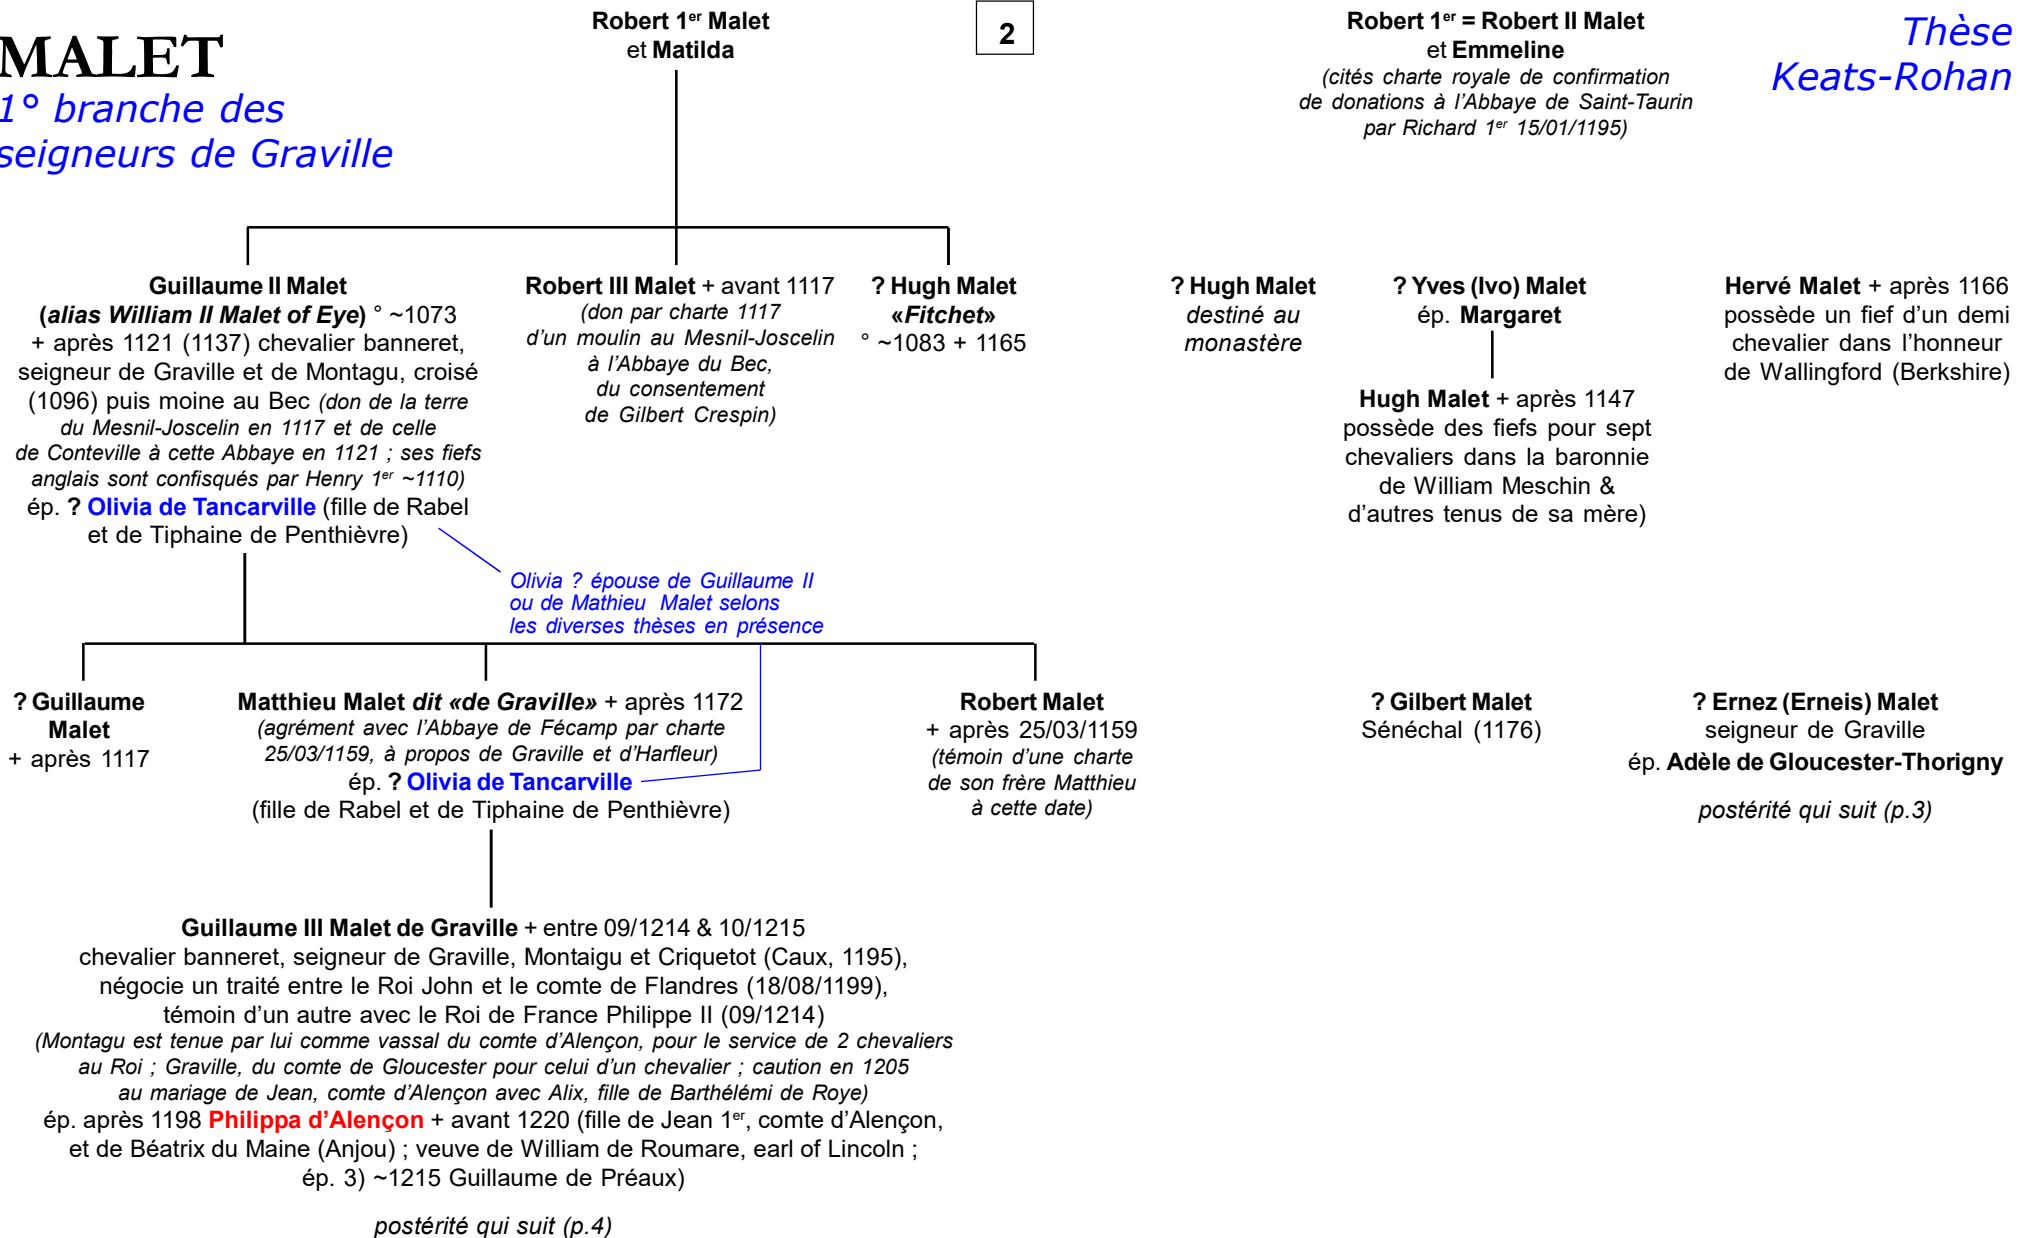 MALET
1° branche des
seigneurs de Graville
Robert 1er Malet
et Matilda
2
Robert 1er = Robert II Malet
et Emmeline
(cités charte royale de confirmation
de donations à l’Abbaye de Saint-Taurin
par Richard 1er 15/01/1195)
Thèse
Keats-Rohan
Guillaume II Malet
(alias William II Malet of Eye) ° ~1073
+ après 1121 (1137) chevalier banneret,
seigneur de Graville et de Montagu, croisé
(1096) puis moine au Bec (don de la terre
du Mesnil-Joscelin en 1117 et de celle
de Conteville à cette Abbaye en 1121 ; ses fiefs
anglais sont confisqués par Henry 1er ~1110)
ép. ? Olivia de Tancarville (fille de Rabel
et de Tiphaine de Penthièvre)
Robert III Malet + avant 1117
(don par charte 1117
d’un moulin au Mesnil-Joscelin
à l’Abbaye du Bec,
du consentement
de Gilbert Crespin)
? Hugh Malet
«Fitchet»
° ~1083 + 1165
? Hugh Malet
destiné au
monastère
? Yves (Ivo) Malet
ép. Margaret
Hugh Malet + après 1147
possède des fiefs pour sept
chevaliers dans la baronnie
de William Meschin &
d’autres tenus de sa mère)
Hervé Malet + après 1166
possède un fief d’un demi
chevalier dans l’honneur
de Wallingford (Berkshire)
Olivia ? épouse de Guillaume II
ou de Mathieu Malet selons
les diverses thèses en présence
? Guillaume
Malet
+ après 1117
Matthieu Malet dit «de Graville» + après 1172
(agrément avec l’Abbaye de Fécamp par charte
25/03/1159, à propos de Graville et d’Harfleur)
ép. ? Olivia de Tancarville
(fille de Rabel et de Tiphaine de Penthièvre)
Robert Malet
+ après 25/03/1159
(témoin d’une charte
de son frère Matthieu
à cette date)
? Gilbert Malet
Sénéchal (1176)
? Ernez (Erneis) Malet
seigneur de Graville
ép. Adèle de Gloucester-Thorigny
postérité qui suit (p.3)
Guillaume III Malet de Graville + entre 09/1214 & 10/1215
chevalier banneret, seigneur de Graville, Montaigu et Criquetot (Caux, 1195),
négocie un traité entre le Roi John et le comte de Flandres (18/08/1199),
témoin d’un autre avec le Roi de France Philippe II (09/1214)
(Montagu est tenue par lui comme vassal du comte d’Alençon, pour le service de 2 chevaliers
au Roi ; Graville, du comte de Gloucester pour celui d’un chevalier ; caution en 1205
au mariage de Jean, comte d’Alençon avec Alix, fille de Barthélémi de Roye)
ép. après 1198 Philippa d’Alençon + avant 1220 (fille de Jean 1er, comte d’Alençon,
et de Béatrix du Maine (Anjou) ; veuve de William de Roumare, earl of Lincoln ;
ép. 3) ~1215 Guillaume de Préaux)
postérité qui suit (p.4)